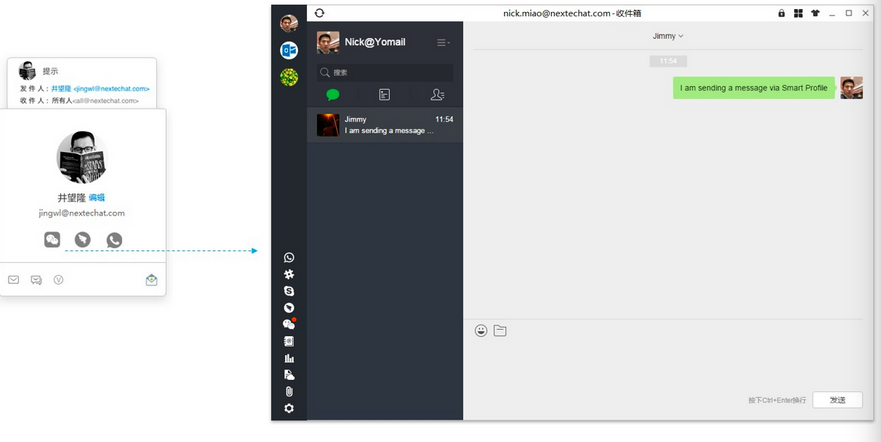 提示
发 件 人：井望隆 <jingwl@nextechat.com>
收 件 人：所有人<all@nextechat.com>
井望隆 编辑
jingwl@nextechat.com
nick.miao@nextechat.com - 收件箱
Nick@Yomail
搜索
Jimmy 11:54
I am sending a message ...
Jimmy
11:54
I am sending a message via Smart Profile
按下Ctrl+Enter换行
发送